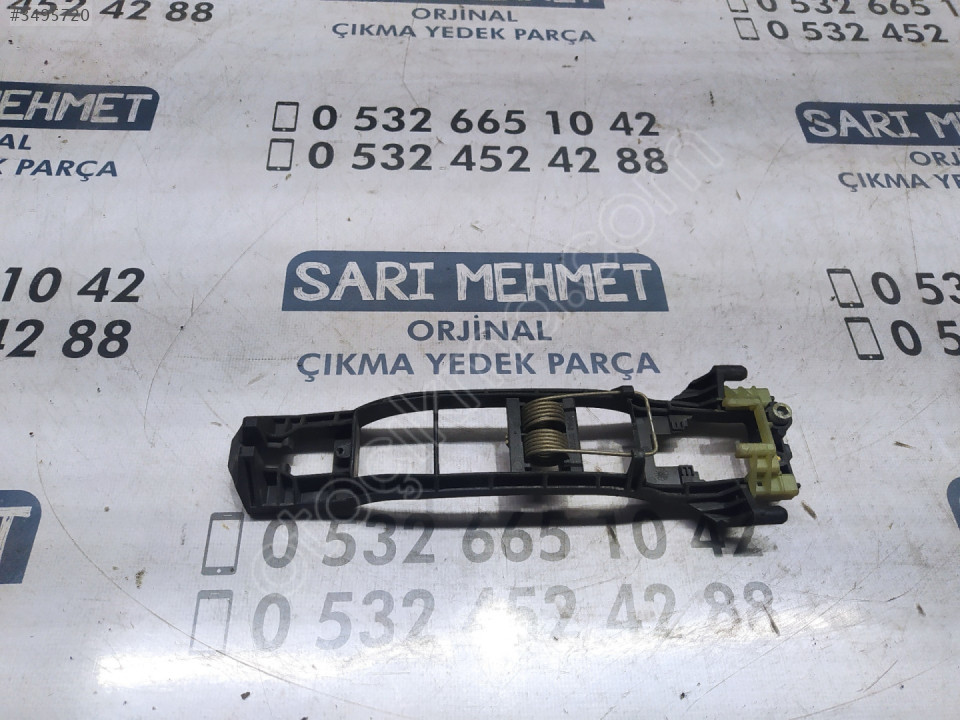 #3495720
452 42 88
ORJİNAL
ÇIKMA YEDEK PARÇA
0 532 665 1
0 532 452
MEHMET
AL
DEK PARÇA
0 532 665 10 42
0 532 452 42 88
SARI
ORJ
ÇIKMA Y
10 42
42 88
SARI MEHMET
ORJİNAL
ÇIKMA YEDEK PARÇA
0 53
0 5
0 532 665 10 42
0 532 452 42 88